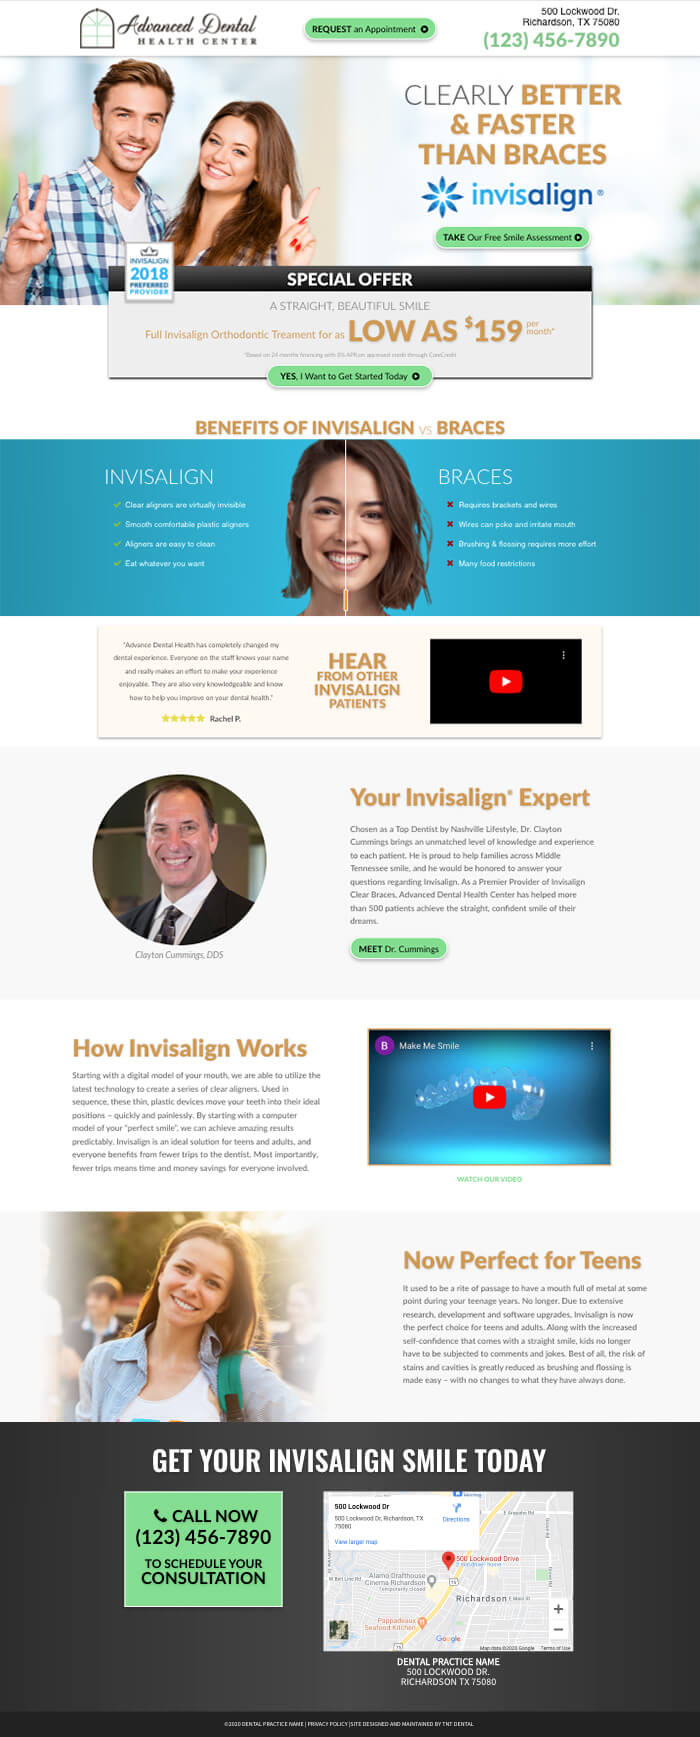 Advanced Dental
HEALTH CENTER
REQUEST an Appointment
500 Lockwood Dr.
Richardson, TX 75080
(123) 456-7890
CLEARLY BETTER
& FASTER
THAN BRACES
invisalign®
TAKE Our Free Smile Assessment
INVISALIGN
2018
PREFERRED
PROVIDER
SPECIAL OFFER
A STRAIGHT, BEAUTIFUL SMILE
Full Invisalign Orthodontic Treament for as LOW AS $159 per month*
*Based on 24 months financing with 0% APR on approved credit through CareCredit
YES, I Want to Get Started Today
BENEFITS OF INVISALIGN VS BRACES
INVISALIGN
Clear aligners are virtually invisible
Smooth comfortable plastic aligners
Aligners are easy to clean
Eat whatever you want
BRACES
Requires brackets and wires
Wires can poke and irritate mouth
Brushing & flossing requires more effort
Many food restrictions
"Advance Dental Health has completely changed my
dental experience. Everyone on the staff knows your name
and really makes an effort to make your experience
enjoyable. They are also very knowledgeable and know
how to help you improve on your dental health."
Rachel P.
HEAR
FROM OTHER
INVISALIGN
PATIENTS
Clayton Cummings, DDS
Your Invisalign® Expert
Chosen as a Top Dentist by Nashville Lifestyle, Dr. Clayton
Cummings brings an unmatched level of knowledge and experience
to each patient. He is proud to help families across Middle
Tennessee smile, and he would be honored to answer your
questions regarding Invisalign. As a Premier Provider of Invisalign
Clear Braces, Advanced Dental Health Center has helped more
than 500 patients achieve the straight, confident smile of their
dreams.
MEET Dr. Cummings
How Invisalign Works
Starting with a digital model of your mouth, we are able to utilize the
latest technology to create a series of clear aligners. Used in
sequence, these thin, plastic devices move your teeth into their ideal
positions – quickly and painlessly. By starting with a computer
model of your "perfect smile", we can achieve amazing results
predictably. Invisalign is an ideal solution for teens and adults, and
everyone benefits from fewer trips to the dentist. Most importantly,
fewer trips means time and money savings for everyone involved.
B Make Me Smile
WATCH OUR VIDEO
Now Perfect for Teens
It used to be a rite of passage to have a mouth full of metal at some
point during your teenage years. No longer. Due to extensive
research, development and software upgrades, Invisalign is now
the perfect choice for teens and adults. Along with the increased
self-confidence that comes with a straight smile, kids no longer
have to be subjected to comments and jokes. Best of all, the risk of
stains and cavities is greatly reduced as brushing and flossing is
made easy – with no changes to what they have always done.
GET YOUR INVISALIGN SMILE TODAY
CALL NOW
(123) 456-7890
TO SCHEDULE YOUR
CONSULTATION
500 Lockwood Dr
500 Lockwood Dr, Richardson, TX
75080
Directions
View larger map
E Arapaho Rd
500 Lockwood Drive
2 min drive - home
W Belt Line Rd
Alamo Drafthouse
Cinema Richardson
Temporarily closed
Richardson
E Main St
Pappadeaux
Seafood Kitchen
Google
Map data ©2020 Google
Terms of Use
DENTAL PRACTICE NAME
500 LOCKWOOD DR.
RICHARDSON TX 75080
©2020 DENTAL PRACTICE NAME | PRIVACY POLICY |SITE DESIGNED AND MAINTAINED BY TNT DENTAL